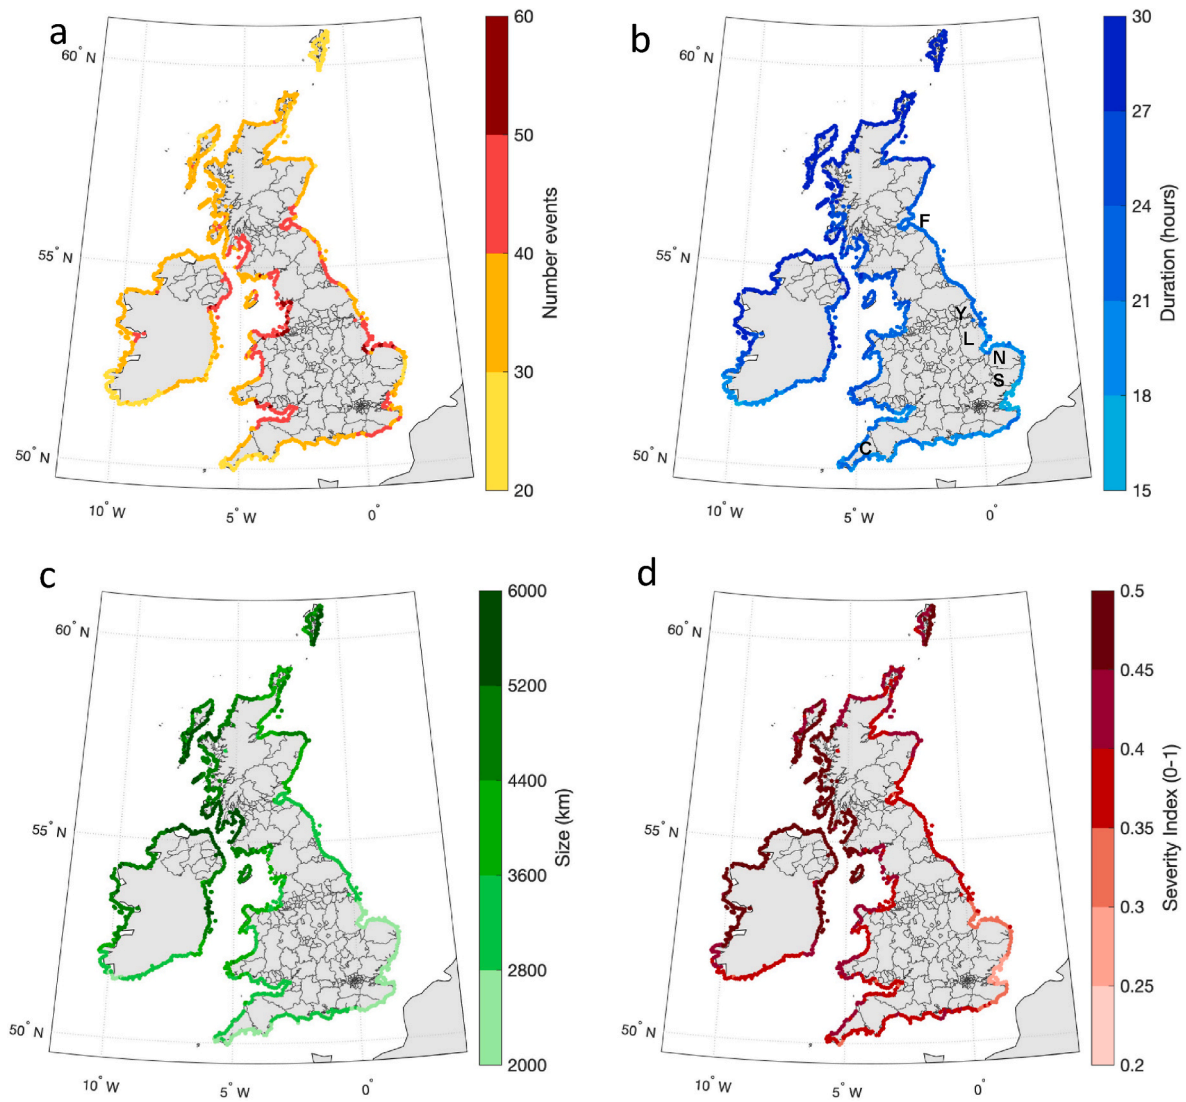 a
60° N
55° N
50° N
10° W
5° W
0°
60
50
40
30
20
Number events
b
60° N
55° N
50° N
10° W
5° W
0°
F
Y
L
N
S
C
30
27
24
21
18
15
Duration (hours)
c
60° N
55° N
50° N
10° W
5° W
0°
6000
5200
4400
3600
2800
2000
Size (km)
d
60° N
55° N
50° N
10° W
5° W
0°
0.5
0.45
0.4
0.35
0.3
0.25
0.2
Severity Index (0-1)